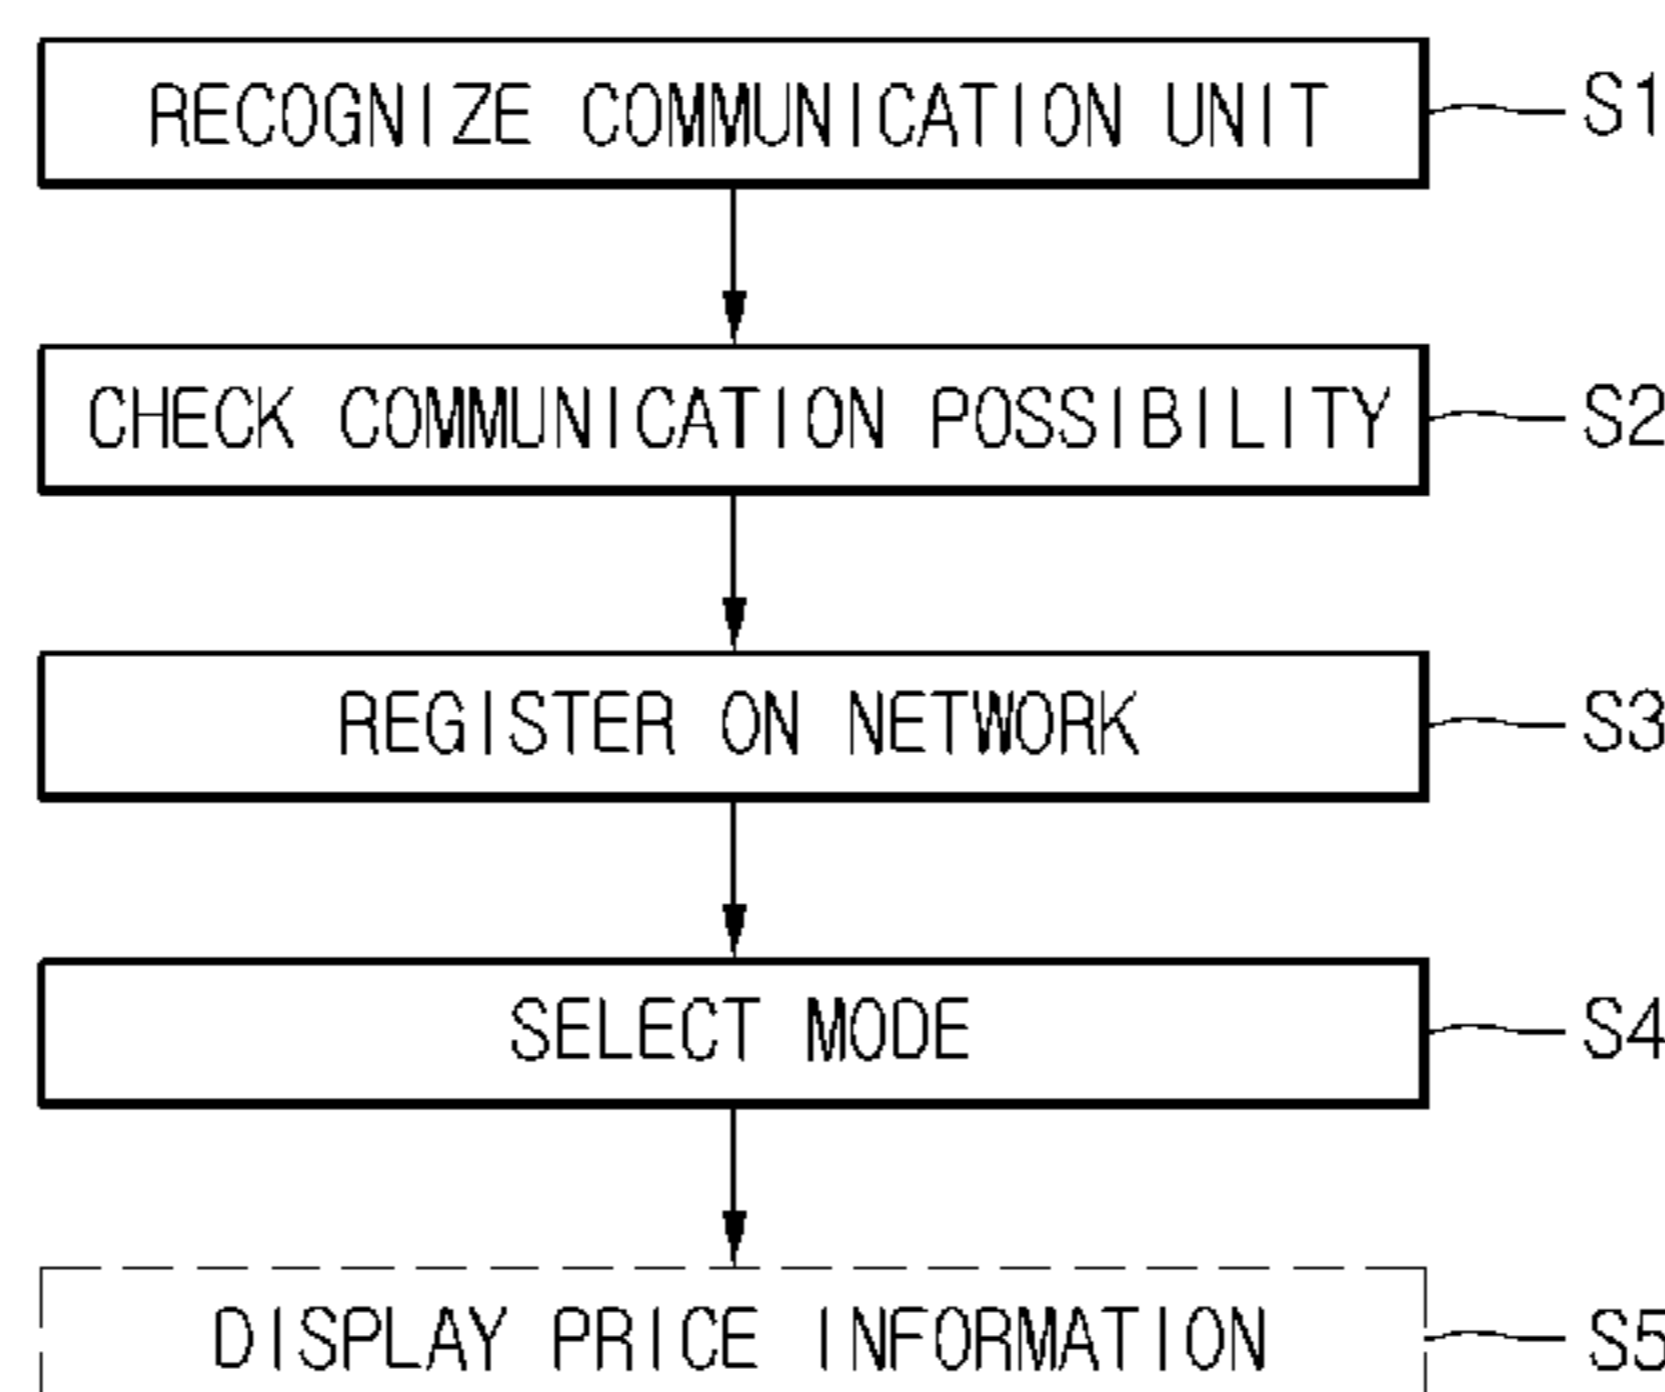 RECOGNIZE COMMUNICATION UNIT S1
CHECK COMMUNICATION POSSIBILITY S2
REGISTER ON NETWORK S3
SELECT MODE S4
DISPLAY PRICE INFORMATION S5